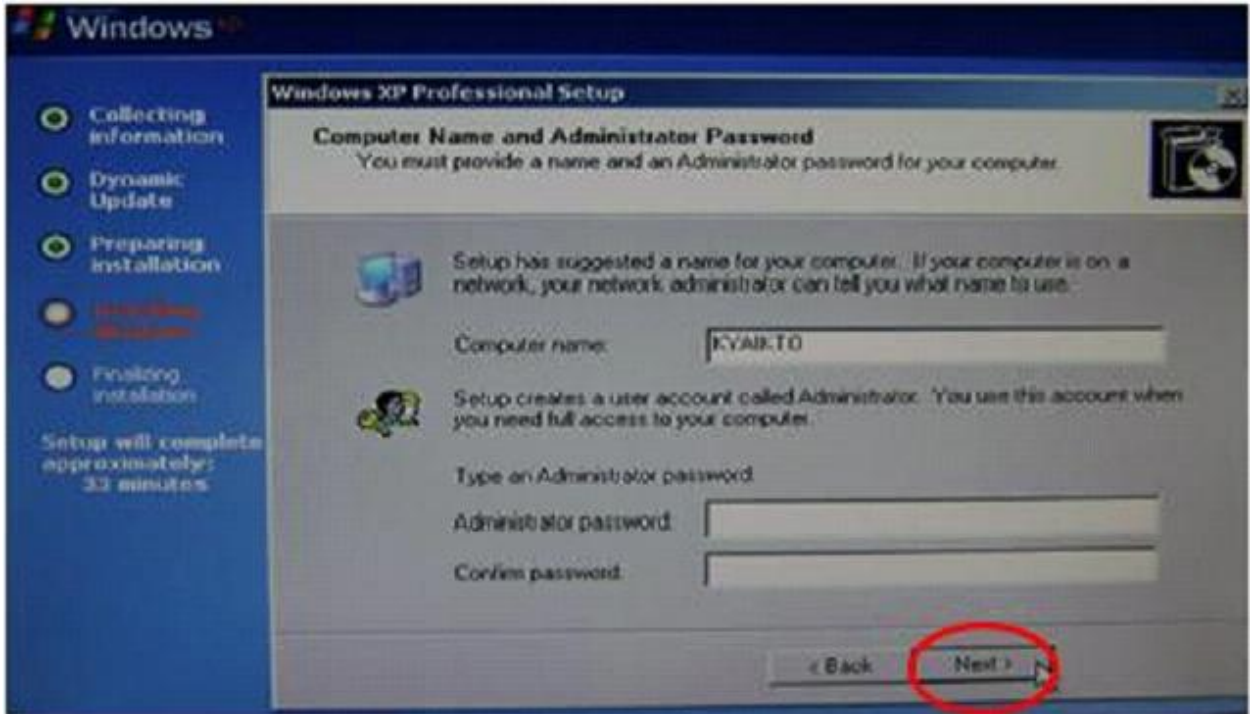 Windows xp
Collecting
information
Dynamic
Update
Preparing
installation
Finalizing
installation
Setup will complete
approximately:
33 minutes
Windows XP Professional Setup
Computer Name and Administrator Password
You must provide a name and an Administrator password for your computer.
Setup has suggested a name for your computer. If your computer is on a
network, your network administrator can tell you what name to use.
Computer name:
KYAIKTO
Setup creates a user account called Administrator. You use this account when
you need full access to your computer.
Type an Administrator password.
Administrator password:
Confirm password:
< Back
Next >